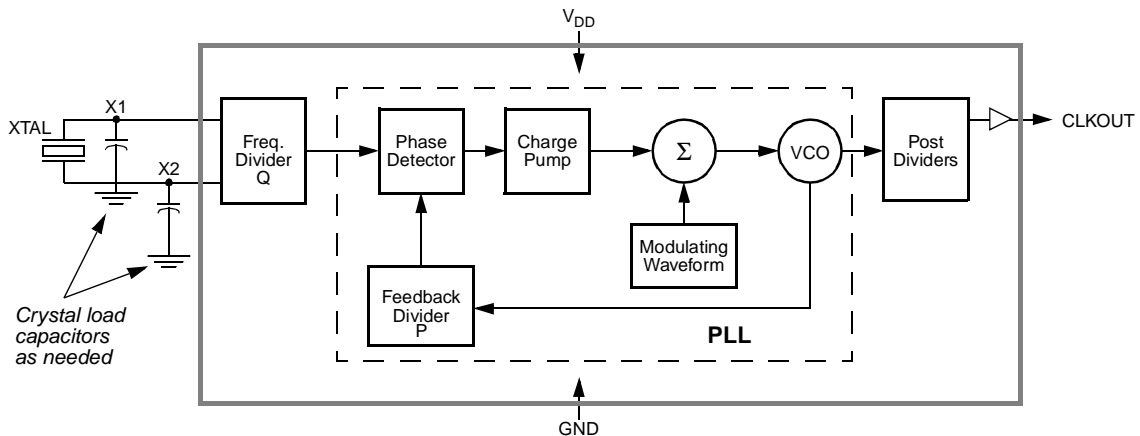 V_DD
XTAL
X1
X2
Freq.
Divider
Q
Phase
Detector
Charge
Pump
Σ
VCO
Post
Dividers
CLKOUT
Modulating
Waveform
Feedback
Divider
P
PLL
Crystal load
capacitors
as needed
GND